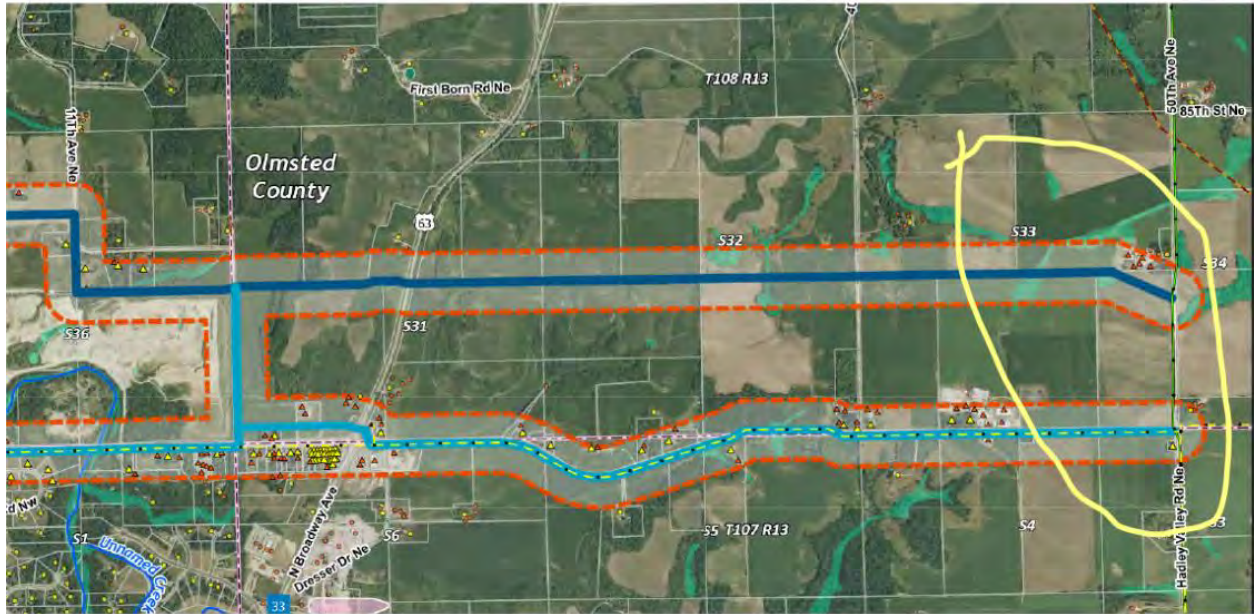 11Th Ave Ne
First Born Rd Ne
T108 R13
50Th Ave Ne
85Th St Ne
Olmsted
County
63
S32
S33
S34
S36
S31
N Broadway Ave
Dresser Dr Ne
S1
Unnamed
Creek
S6
S5 T107 R13
S4
S3
Hadley Valley Rd Ne
33